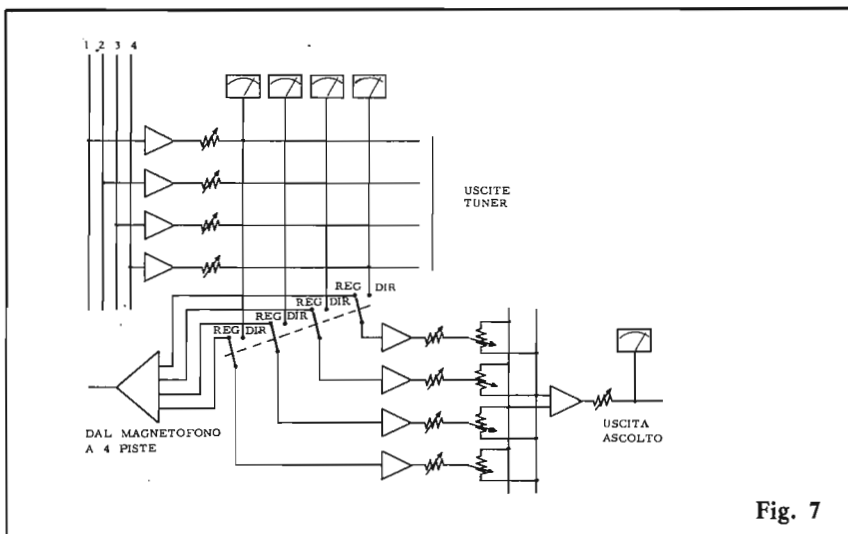 1 2 3 4
USCITE
TUNER
REG DIR
REG DIR
REG DIR
REG DIR
DAL MAGNETOFONO
A 4 PISTE
USCITA
ASCOLTO
Fig. 7